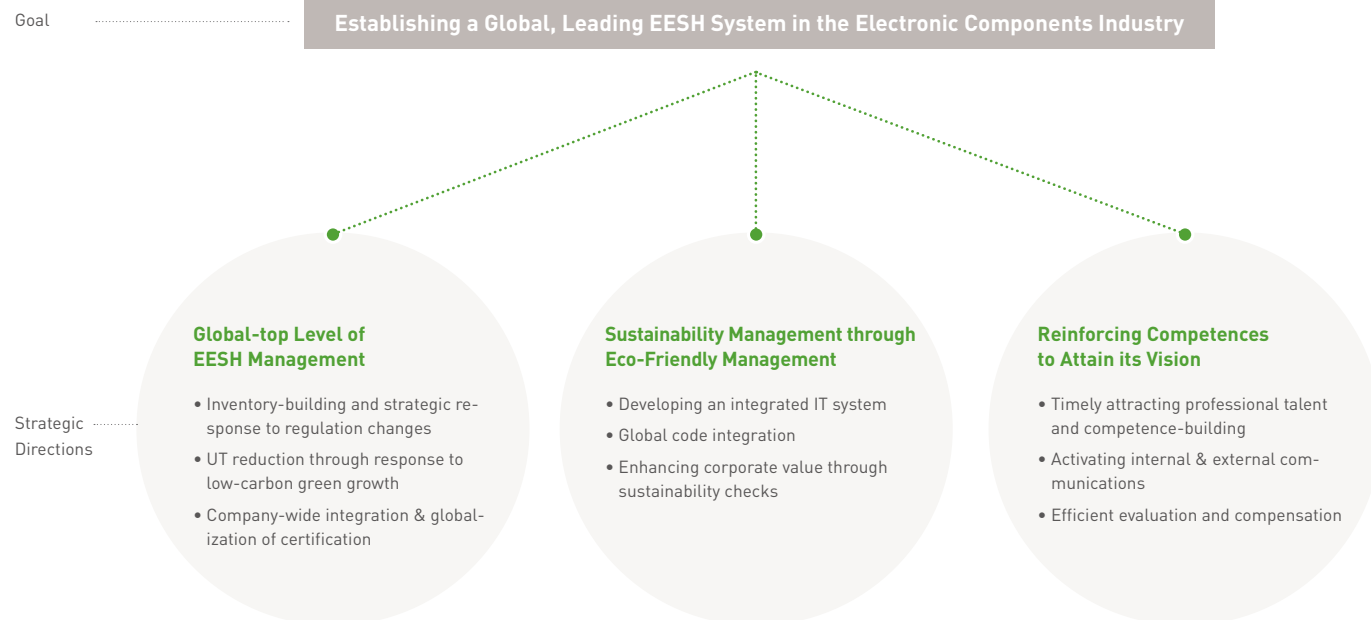 Goal
Establishing a Global, Leading EESH System in the Electronic Components Industry
Strategic
Directions
Global-top Level of
EESH Management
• Inventory-building and strategic re-
sponse to regulation changes
• UT reduction through response to
low-carbon green growth
• Company-wide integration & global-
ization of certification
Sustainability Management through
Eco-Friendly Management
• Developing an integrated IT system
• Global code integration
• Enhancing corporate value through
sustainability checks
Reinforcing Competences
to Attain its Vision
• Timely attracting professional talent
and competence-building
• Activating internal & external com-
munications
• Efficient evaluation and compensation